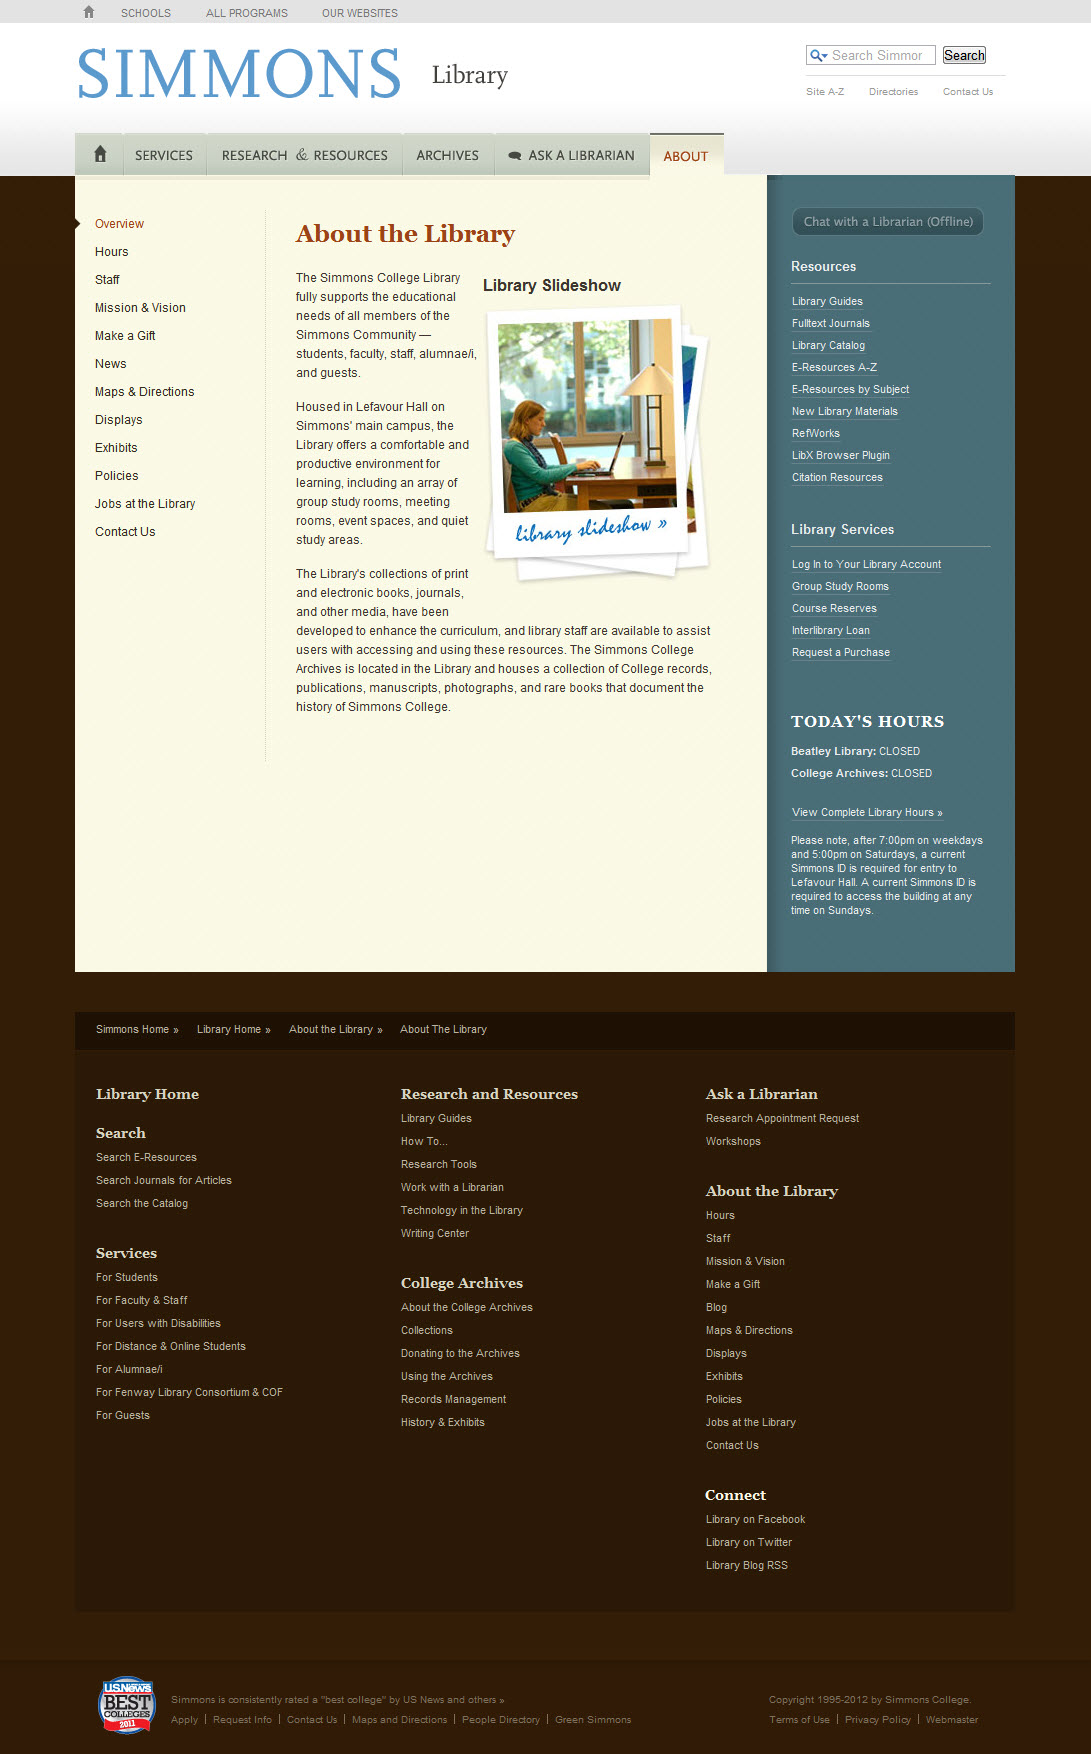 SCHOOLS ALL PROGRAMS OUR WEBSITES
SIMMONS Library
Search Simmor Search
Site A-Z Directories Contact Us
SERVICES RESEARCH & RESOURCES ARCHIVES ASK A LIBRARIAN ABOUT
Overview
Hours
Staff
Mission & Vision
Make a Gift
News
Maps & Directions
Displays
Exhibits
Policies
Jobs at the Library
Contact Us
About the Library
The Simmons College Library
fully supports the educational
needs of all members of the
Simmons Community —
students, faculty, staff, alumnae/i,
and guests.
Housed in Lefavour Hall on
Simmons' main campus, the
Library offers a comfortable and
productive environment for
learning, including an array of
group study rooms, meeting
rooms, event spaces, and quiet
study areas.
The Library's collections of print
and electronic books, journals,
and other media, have been
developed to enhance the curriculum, and library staff are available to assist
users with accessing and using these resources. The Simmons College
Archives is located in the Library and houses a collection of College records,
publications, manuscripts, photographs, and rare books that document the
history of Simmons College.
Library Slideshow
library slideshow »
Chat with a Librarian (Offline)
Resources
Library Guides
Fulltext Journals
Library Catalog
E-Resources A-Z
E-Resources by Subject
New Library Materials
RefWorks
LibX Browser Plugin
Citation Resources
Library Services
Log In to Your Library Account
Group Study Rooms
Course Reserves
Interlibrary Loan
Request a Purchase
TODAY'S HOURS
Beatley Library: CLOSED
College Archives: CLOSED
View Complete Library Hours »
Please note, after 7:00pm on weekdays
and 5:00pm on Saturdays, a current
Simmons ID is required for entry to
Lefavour Hall. A current Simmons ID is
required to access the building at any
time on Sundays.
Simmons Home » Library Home » About the Library » About The Library
Library Home
Search
Search E-Resources
Search Journals for Articles
Search the Catalog
Services
For Students
For Faculty & Staff
For Users with Disabilities
For Distance & Online Students
For Alumnae/i
For Fenway Library Consortium & COF
For Guests
Research and Resources
Library Guides
How To...
Research Tools
Work with a Librarian
Technology in the Library
Writing Center
College Archives
About the College Archives
Collections
Donating to the Archives
Using the Archives
Records Management
History & Exhibits
Ask a Librarian
Research Appointment Request
Workshops
About the Library
Hours
Staff
Mission & Vision
Make a Gift
Blog
Maps & Directions
Displays
Exhibits
Policies
Jobs at the Library
Contact Us
Connect
Library on Facebook
Library on Twitter
Library Blog RSS
USNews
BEST
COLLEGES
2011
Simmons is consistently rated a "best college" by US News and others »
Apply | Request Info | Contact Us | Maps and Directions | People Directory | Green Simmons
Copyright 1995-2012 by Simmons College.
Terms of Use | Privacy Policy | Webmaster